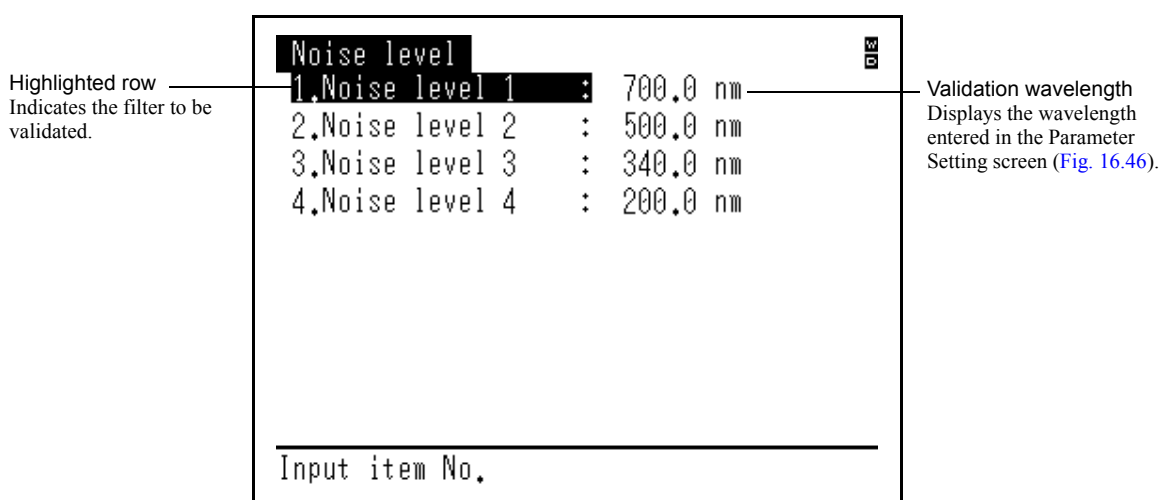 Noise level
W
D
1.Noise level 1 : 700.0 nm
2.Noise level 2 : 500.0 nm
3.Noise level 3 : 340.0 nm
4.Noise level 4 : 200.0 nm
Input item No.
Highlighted row
Indicates the filter to be
validated.
Validation wavelength
Displays the wavelength
entered in the Parameter
Setting screen (Fig. 16.46).